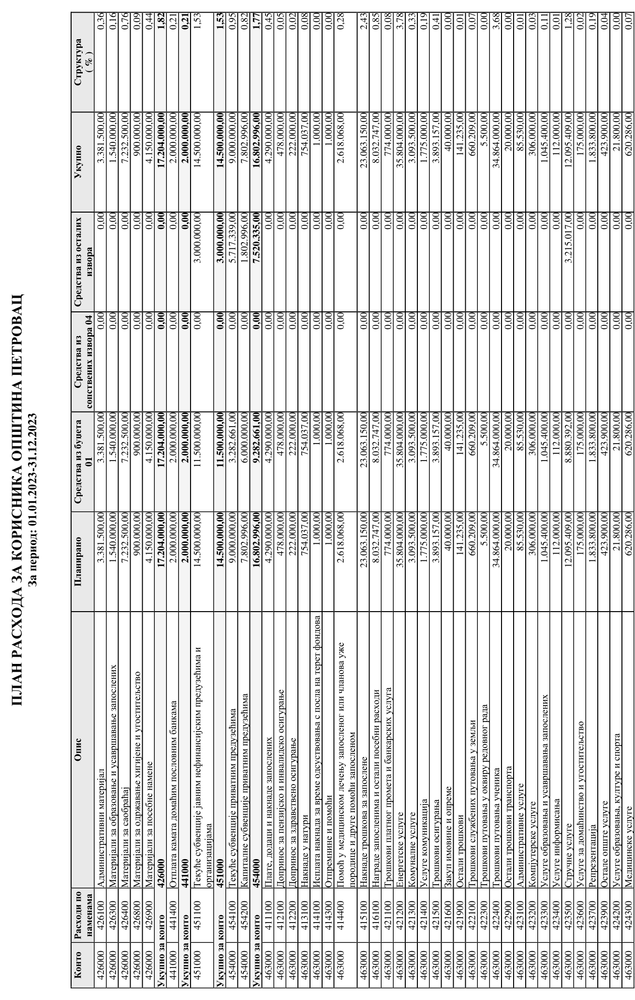 ПЛАН РАСХОДА ЗА КОРИСНИКА ОПШТИНА ПЕТРОВАЦ
За период: 01.01.2023-31.12.2023
Конто Расходи по наменама Опис Планирано Средства из буџета 01 Средства из сопствених извора 04 Средства из осталих извора Укупно Структура ( % )
426000 426100 Административни материјал 3.381.500,00 3.381.500,00 0,00 0,00 3.381.500,00 0,36
426000 426300 Материјали за образовање и усавршавање запослених 1.540.000,00 1.540.000,00 0,00 0,00 1.540.000,00 0,16
426000 426400 Материјали за саобраћај 7.232.500,00 7.232.500,00 0,00 0,00 7.232.500,00 0,76
426000 426800 Материјали за одржавање хигијене и угоститељство 900.000,00 900.000,00 0,00 0,00 900.000,00 0,09
426000 426900 Материјали за посебне намене 4.150.000,00 4.150.000,00 0,00 0,00 4.150.000,00 0,44
Укупно за конто 426000 17.204.000,00 17.204.000,00 0,00 0,00 17.204.000,00 1,82
441000 441400 Отплата камата домаћим пословним банкама 2.000.000,00 2.000.000,00 0,00 0,00 2.000.000,00 0,21
Укупно за конто 441000 2.000.000,00 2.000.000,00 0,00 0,00 2.000.000,00 0,21
451000 451100 Текуће субвенције јавним нефинансијским предузећима и 14.500.000,00 11.500.000,00 0,00 3.000.000,00 14.500.000,00 1,53
организацијама
Укупно за конто 451000 14.500.000,00 11.500.000,00 0,00 3.000.000,00 14.500.000,00 1,53
454000 454100 Текуће субвенције приватним предузећима 9.000.000,00 3.282.661,00 0,00 5.717.339,00 9.000.000,00 0,95
454000 454200 Капиталне субвенције приватним предузећима 7.802.996,00 6.000.000,00 0,00 1.802.996,00 7.802.996,00 0,82
Укупно за конто 454000 16.802.996,00 9.282.661,00 0,00 7.520.335,00 16.802.996,00 1,77
463000 411100 Плате, додаци и накнаде запослених 4.290.000,00 4.290.000,00 0,00 0,00 4.290.000,00 0,45
463000 412100 Допринос за пензијско и инвалидско осигурање 478.000,00 478.000,00 0,00 0,00 478.000,00 0,05
463000 412200 Допринос за здравствено осигурање 222.000,00 222.000,00 0,00 0,00 222.000,00 0,02
463000 413100 Накнаде у натури 754.037,00 754.037,00 0,00 0,00 754.037,00 0,08
463000 414100 Исплата накнада за време одсуствовања с посла на терет фондова 1.000,00 1.000,00 0,00 0,00 1.000,00 0,00
463000 414300 Отпремнине и помоћи 1.000,00 1.000,00 0,00 0,00 1.000,00 0,00
463000 414400 Помоћ у медицинском лечењу запосленог или чланова уже 2.618.068,00 2.618.068,00 0,00 0,00 2.618.068,00 0,28
породице и друге помоћи запосленом
463000 415100 Накнаде трошкова за запослене 23.063.150,00 23.063.150,00 0,00 0,00 23.063.150,00 2,43
463000 416100 Награде запосленима и остали посебни расходи 8.032.747,00 8.032.747,00 0,00 0,00 8.032.747,00 0,85
463000 421100 Трошкови платног промета и банкарских услуга 774.000,00 774.000,00 0,00 0,00 774.000,00 0,08
463000 421200 Енергетске услуге 35.804.000,00 35.804.000,00 0,00 0,00 35.804.000,00 3,78
463000 421300 Комуналне услуге 3.093.500,00 3.093.500,00 0,00 0,00 3.093.500,00 0,33
463000 421400 Услуге комуникација 1.775.000,00 1.775.000,00 0,00 0,00 1.775.000,00 0,19
463000 421500 Трошкови осигурања 3.893.157,00 3.893.157,00 0,00 0,00 3.893.157,00 0,41
463000 421600 Закуп имовине и опреме 40.000,00 40.000,00 0,00 0,00 40.000,00 0,00
463000 421900 Остали трошкови 141.235,00 141.235,00 0,00 0,00 141.235,00 0,01
463000 422100 Трошкови службених путовања у земљи 660.209,00 660.209,00 0,00 0,00 660.209,00 0,07
463000 422300 Трошкови путовања у оквиру редовног рада 5.500,00 5.500,00 0,00 0,00 5.500,00 0,00
463000 422400 Трошкови путовања ученика 34.864.000,00 34.864.000,00 0,00 0,00 34.864.000,00 3,68
463000 422900 Остали трошкови транспорта 20.000,00 20.000,00 0,00 0,00 20.000,00 0,00
463000 423100 Административне услуге 85.530,00 85.530,00 0,00 0,00 85.530,00 0,01
463000 423200 Компјутерске услуге 306.000,00 306.000,00 0,00 0,00 306.000,00 0,03
463000 423300 Услуге образовања и усавршавања запослених 1.045.400,00 1.045.400,00 0,00 0,00 1.045.400,00 0,11
463000 423400 Услуге информисања 112.000,00 112.000,00 0,00 0,00 112.000,00 0,01
463000 423500 Стручне услуге 12.095.409,00 8.880.392,00 0,00 3.215.017,00 12.095.409,00 1,28
463000 423600 Услуге за домаћинство и угоститељство 175.000,00 175.000,00 0,00 0,00 175.000,00 0,02
463000 423700 Репрезентација 1.833.800,00 1.833.800,00 0,00 0,00 1.833.800,00 0,19
463000 423900 Остале опште услуге 423.900,00 423.900,00 0,00 0,00 423.900,00 0,04
463000 424200 Услуге образовања, културе и спорта 21.800,00 21.800,00 0,00 0,00 21.800,00 0,00
463000 424300 Медицинске услуге 620.286,00 620.286,00 0,00 0,00 620.286,00 0,07